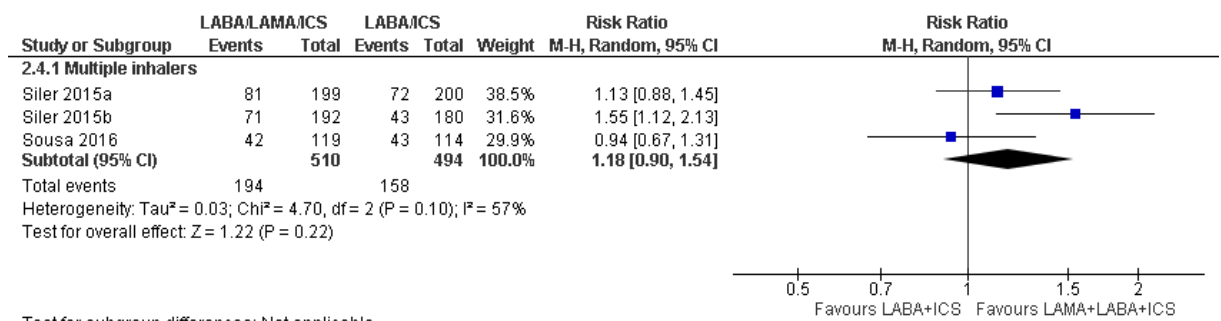 LABA/LAMA/ICS LABA/ICS Risk Ratio Risk Ratio
Study or Subgroup Events Total Events Total Weight M-H, Random, 95% CI M-H, Random, 95% CI
2.4.1 Multiple inhalers
Siler 2015a 81 199 72 200 38.5% 1.13 [0.88, 1.45]
Siler 2015b 71 192 43 180 31.6% 1.55 [1.12, 2.13]
Sousa 2016 42 119 43 114 29.9% 0.94 [0.67, 1.31]
Subtotal (95% CI) 510 494 100.0% 1.18 [0.90, 1.54]
Total events 194 158
Heterogeneity: Tau² = 0.03; Chi² = 4.70, df = 2 (P = 0.10); I² = 57%
Test for overall effect: Z = 1.22 (P = 0.22)
0.5 0.7 1 1.5 2
Favours LABA+ICS Favours LAMA+LABA+ICS
Test for subgroup differences: Not applicable